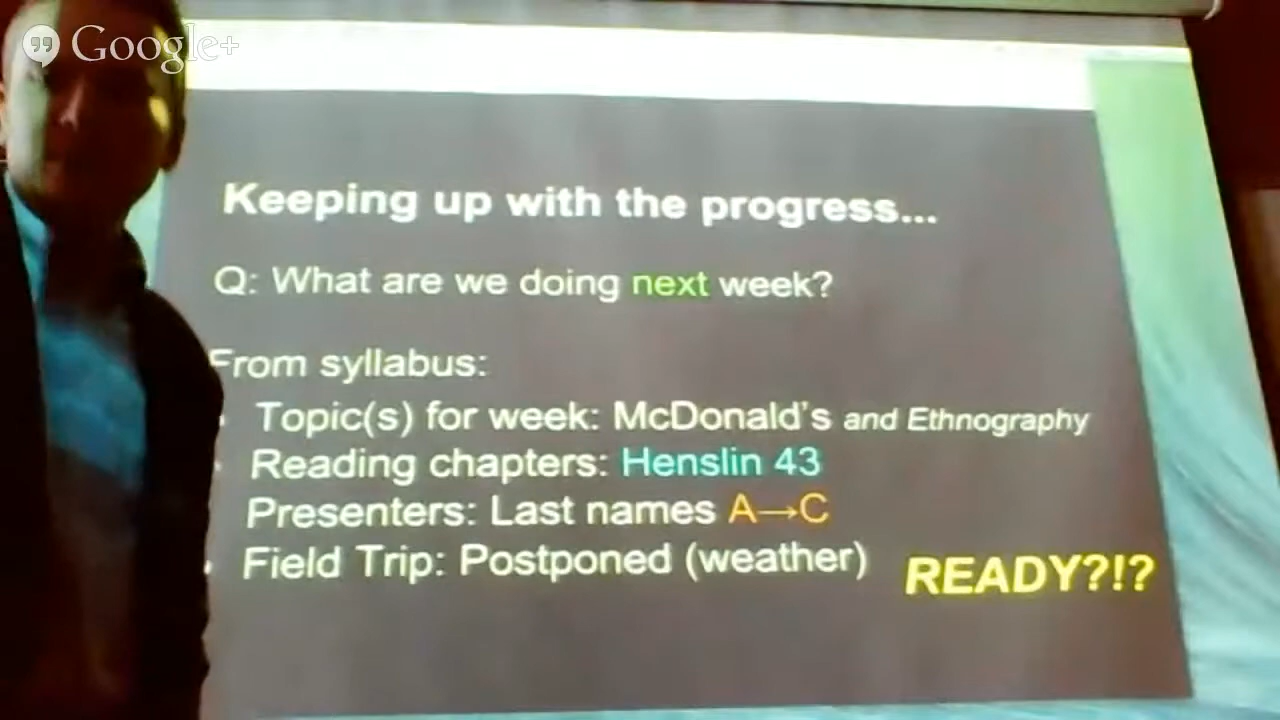 Google+
Keeping up with the progress...
Q: What are we doing next week?
From syllabus:
Topic(s) for week: McDonald's and Ethnography
Reading chapters: Henslin 43
Presenters: Last names A→C
Field Trip: Postponed (weather)
READY?!?